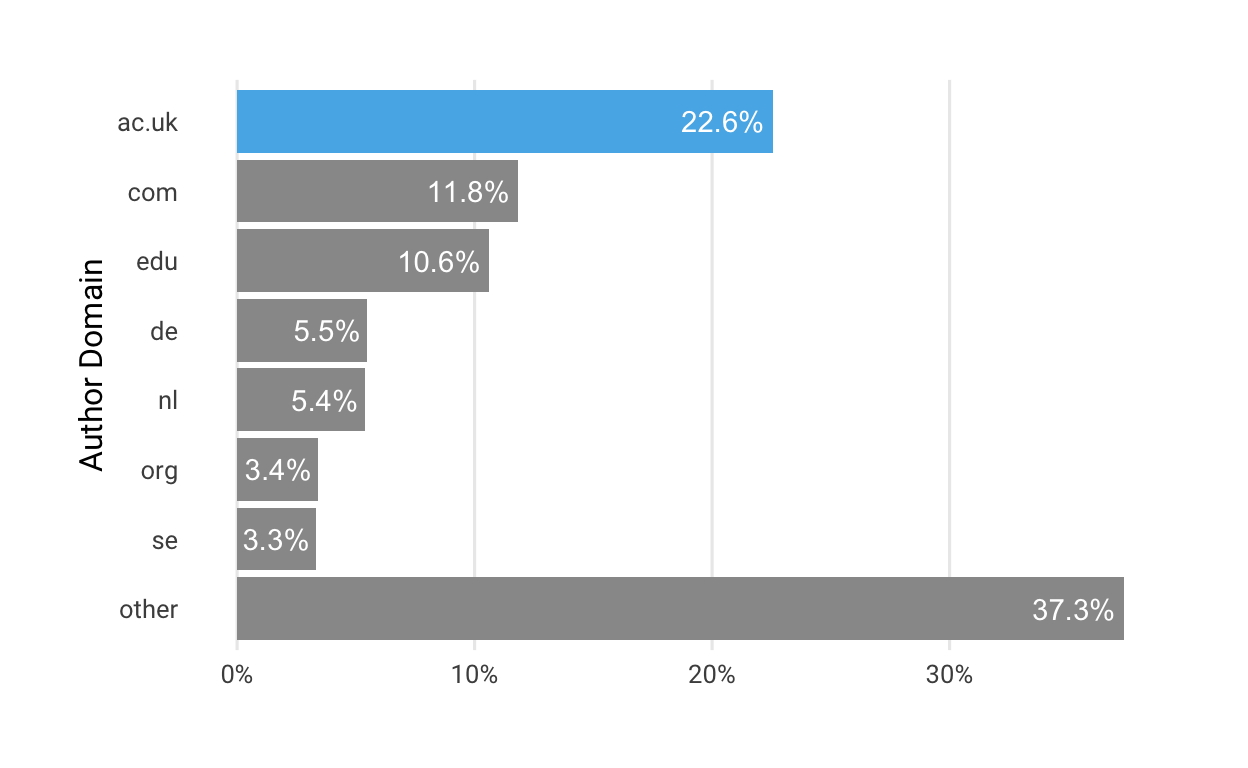 Author Domain
ac.uk 22.6%
com 11.8%
edu 10.6%
de 5.5%
nl 5.4%
org 3.4%
se 3.3%
other 37.3%
0% 10% 20% 30%